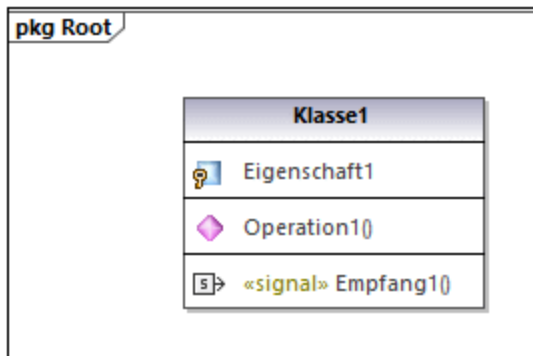 pkg Root
Klasse1
Eigenschaft1
Operation1()
s «signal» Empfang1()